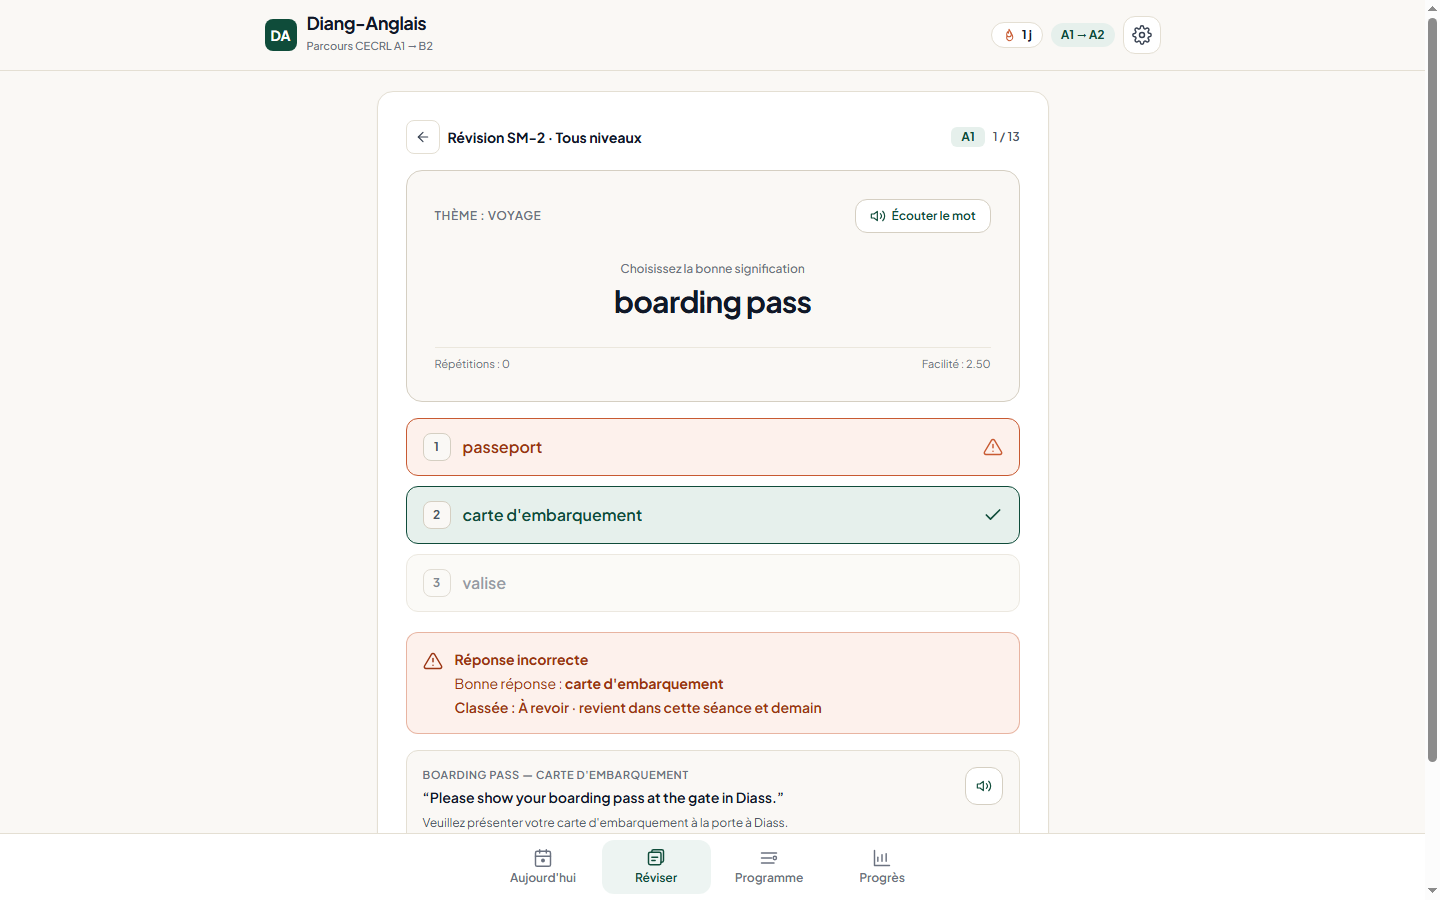 DA
Diang-Anglais
Parcours CECRL A1 → B2
1 j
A1 → A2
Révision SM-2 · Tous niveaux
A1
1 / 13
THÈME : VOYAGE
Écouter le mot
Choisissez la bonne signification
boarding pass
Répétitions : 0
Facilité : 2.50
1
passeport
2
carte d'embarquement
3
valise
Réponse incorrecte
Bonne réponse : carte d'embarquement
Classée : À revoir · revient dans cette séance et demain
BOARDING PASS — CARTE D'EMBARQUEMENT
“Please show your boarding pass at the gate in Diass.”
Veuillez présenter votre carte d'embarquement à la porte à Diass.
Aujourd'hui
Réviser
Programme
Progrès